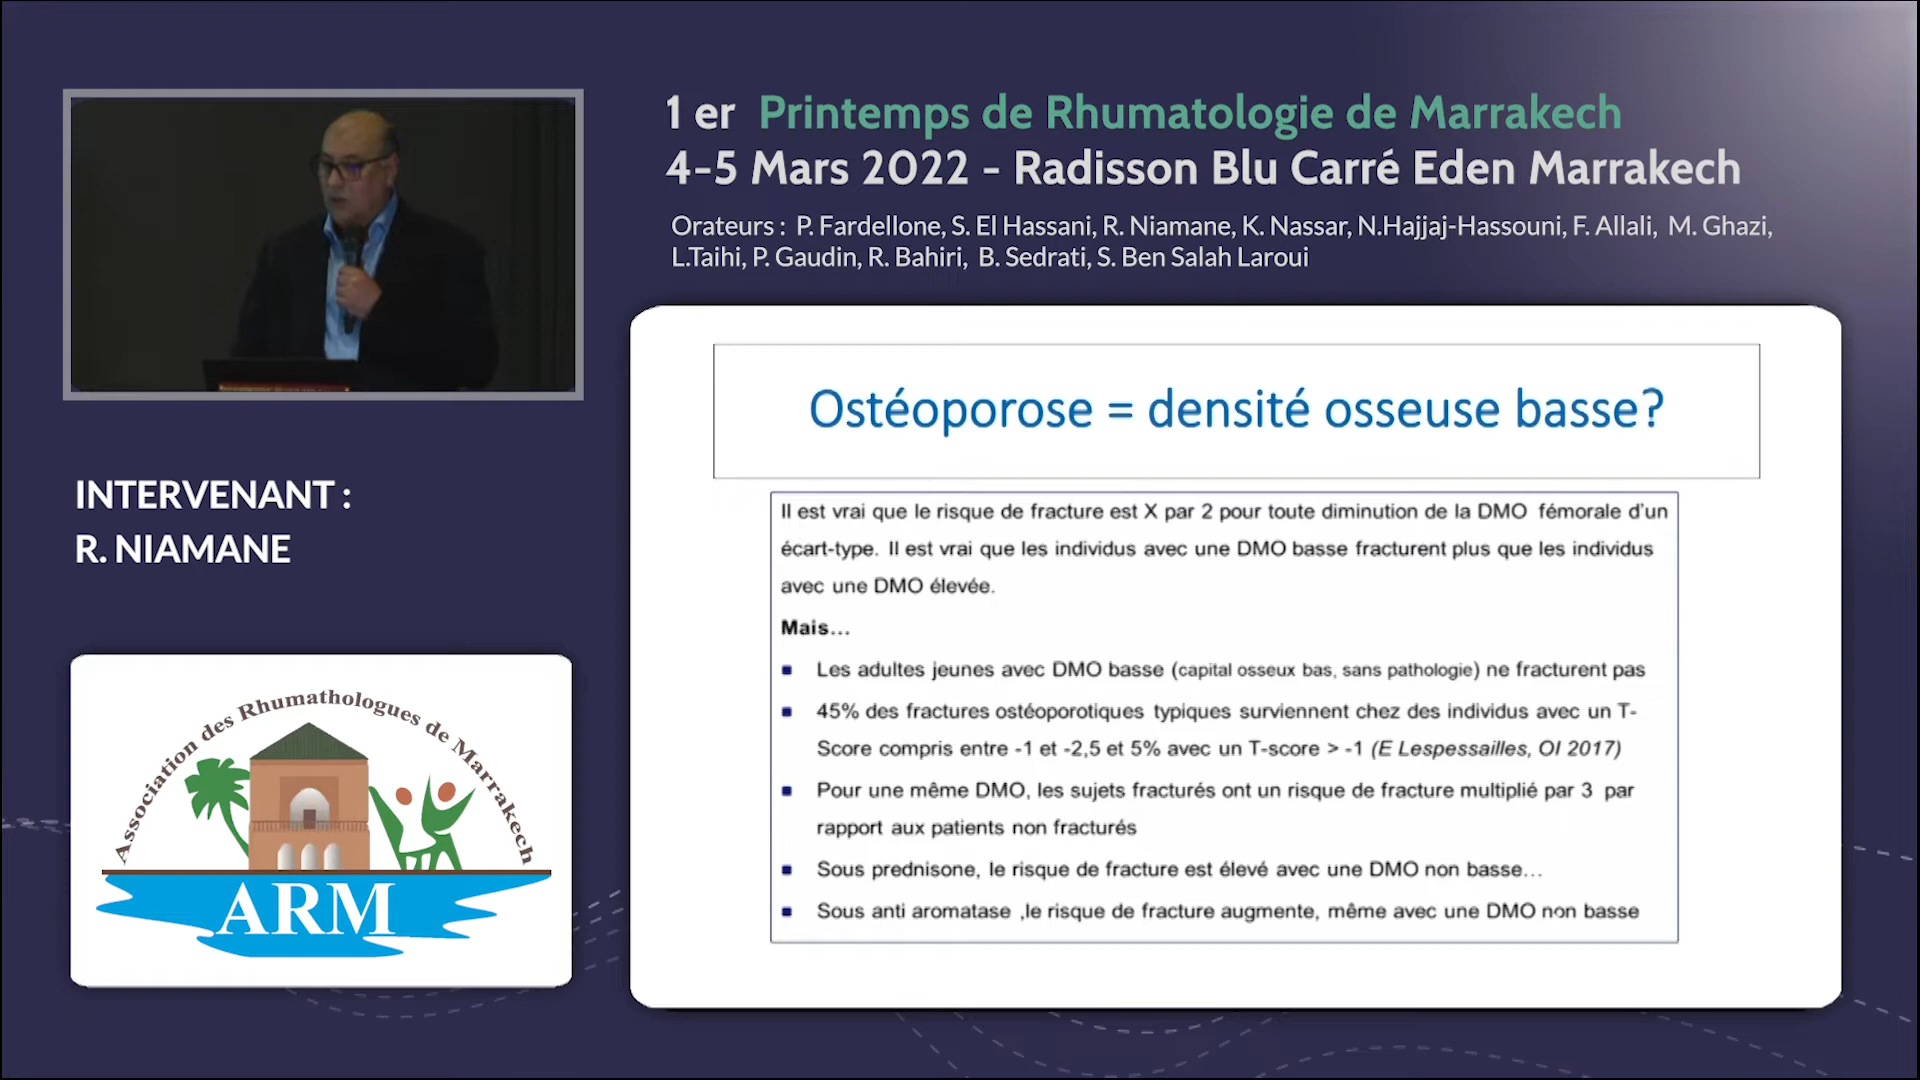 1 er Printemps de Rhumatologie de Marrakech
4-5 Mars 2022 - Radisson Blu Carré Eden Marrakech
Orateurs : P. Fardellone, S. El Hassani, R. Niamane, K. Nassar, N.Hajjaj-Hassouni, F. Allali, M. Ghazi,
L.Taihi, P. Gaudin, R. Bahiri, B. Sedrati, S. Ben Salah Laroui
INTERVENANT :
R. NIAMANE
Association des Rhumathologues de Marrakech
ARM
Ostéoporose = densité osseuse basse?
Il est vrai que le risque de fracture est X par 2 pour toute diminution de la DMO fémorale d'un
écart-type. Il est vrai que les individus avec une DMO basse fracturent plus que les individus
avec une DMO élevée.
Mais...
▪ Les adultes jeunes avec DMO basse (capital osseux bas, sans pathologie) ne fracturent pas
▪ 45% des fractures ostéoporotiques typiques surviennent chez des individus avec un T-
Score compris entre -1 et -2,5 et 5% avec un T-score > -1 (E Lespessailles, OI 2017)
▪ Pour une même DMO, les sujets fracturés ont un risque de fracture multiplié par 3 par
rapport aux patients non fracturés
▪ Sous prednisone, le risque de fracture est élevé avec une DMO non basse...
▪ Sous anti aromatase ,le risque de fracture augmente, même avec une DMO non basse